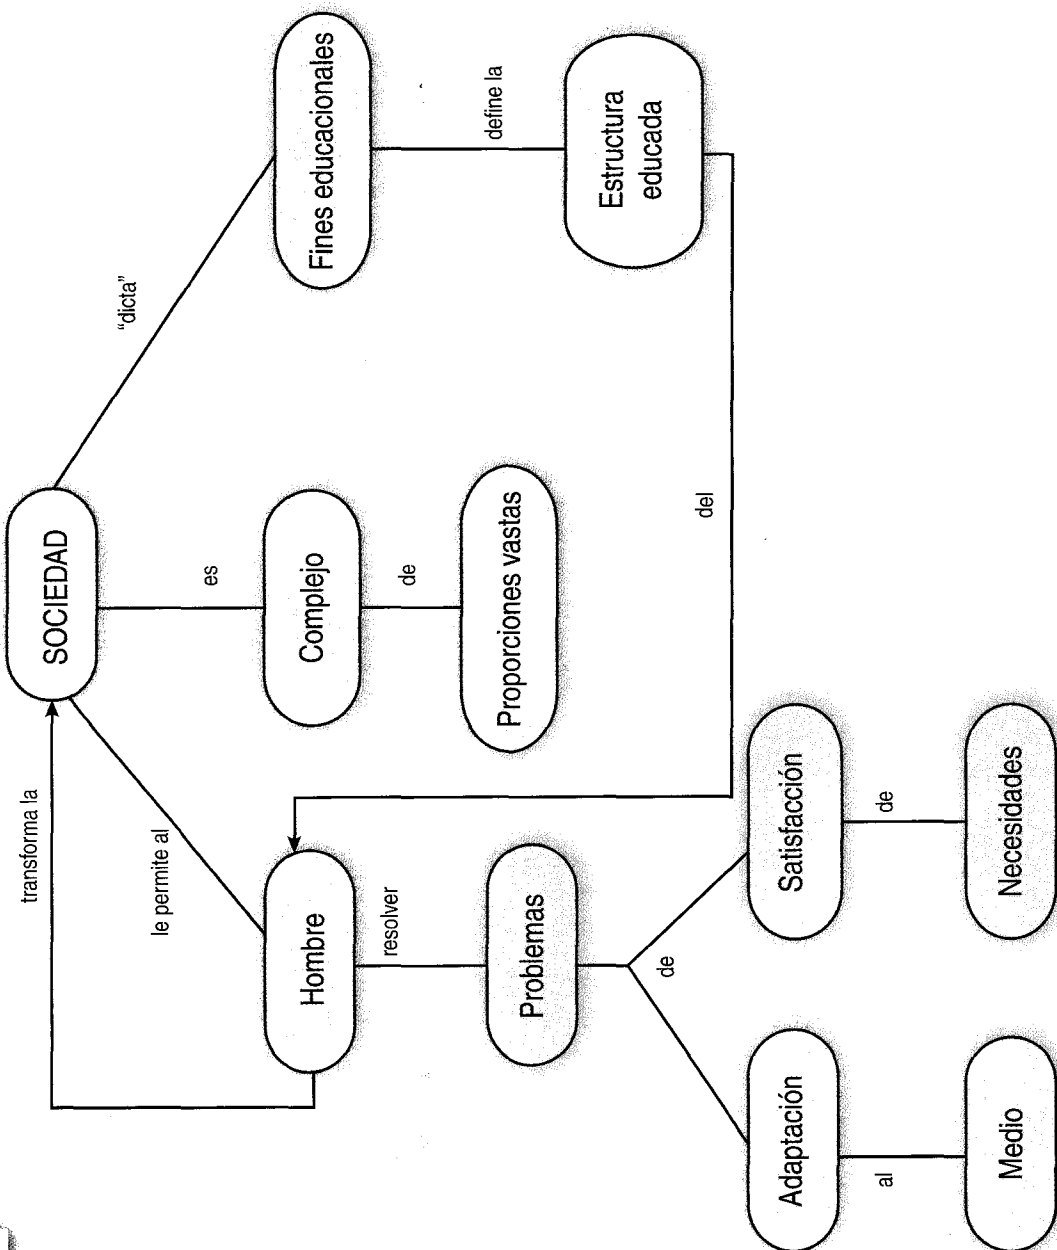 SOCIEDAD
transforma la
le permite al
es
“dicta”
Hombre
Complejo
Fines educacionales
resolver
de
define la
Problemas
Proporciones vastas
Estructura
educada
de
del
Adaptación
Satisfacción
al
de
Medio
Necesidades